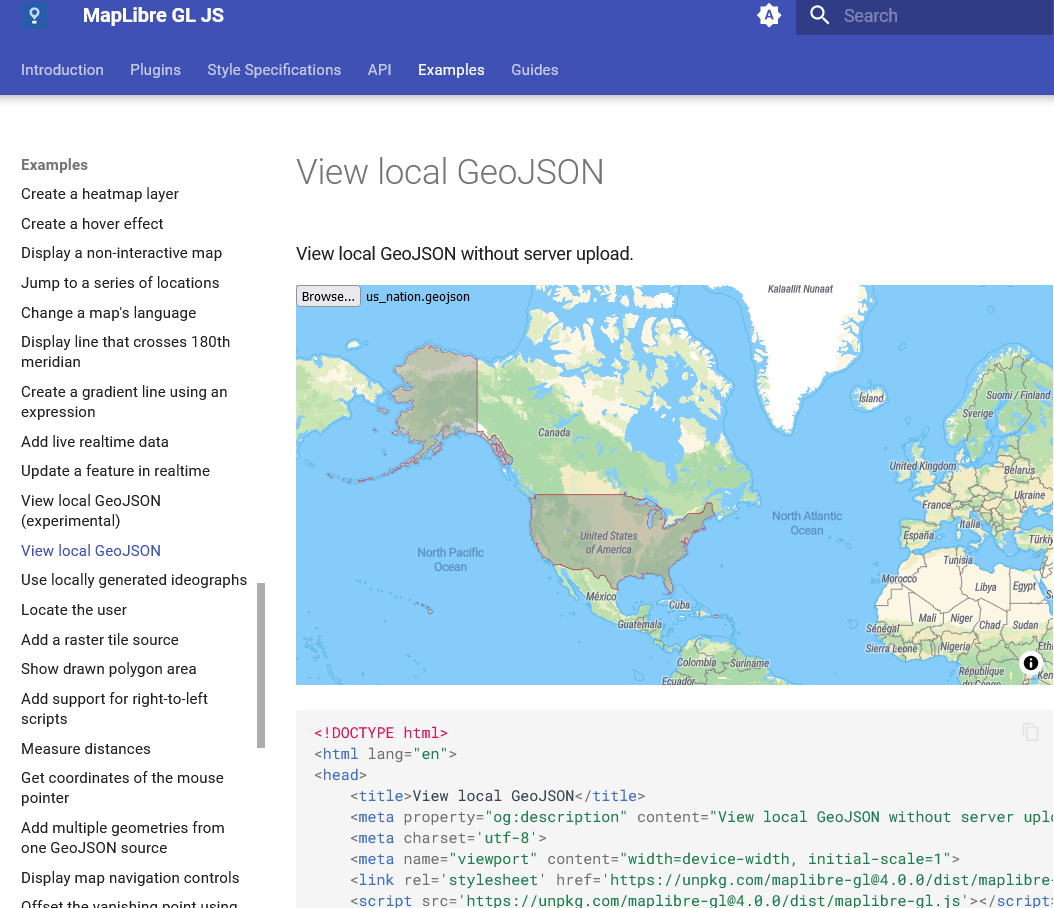 MapLibre GL JS
A
Search
Introduction Plugins Style Specifications API Examples Guides
Examples
Create a heatmap layer
Create a hover effect
Display a non-interactive map
Jump to a series of locations
Change a map's language
Display line that crosses 180th
meridian
Create a gradient line using an
expression
Add live realtime data
Update a feature in realtime
View local GeoJSON
(experimental)
View local GeoJSON
Use locally generated ideographs
Locate the user
Add a raster tile source
Show drawn polygon area
Add support for right-to-left
scripts
Measure distances
Get coordinates of the mouse
pointer
Add multiple geometries from
one GeoJSON source
Display map navigation controls
Offset the vanishing point using
View local GeoJSON
View local GeoJSON without server upload.
Browse... us_nation.geojson
Kalaallit Nunaat
Ísland
Suomi / Finland
Sverige
Canada
United Kingdom
Belarus
Ukraine
France
Italia
North Atlantic
Ocean
United States
of America
España
Türkiy
North Pacific
Ocean
Tunisia
Morocco
Libya
Egypt
México
Cuba
Mali
Niger
Chad
Sudan
Guatemala
Sénégal
Sierra Leone
Nigeria
Colombia
Suriname
République
du Congo
Ecuador
<!DOCTYPE html>
<html lang="en">
<head>
<title>View local GeoJSON</title>
<meta property="og:description" content="View local GeoJSON without server uplo
<meta charset='utf-8'>
<meta name="viewport" content="width=device-width, initial-scale=1">
<link rel='stylesheet' href='https://unpkg.com/maplibre-gl@4.0.0/dist/maplibre-
<script src='https://unpkg.com/maplibre-gl@4.0.0/dist/maplibre-gl.js'></script>